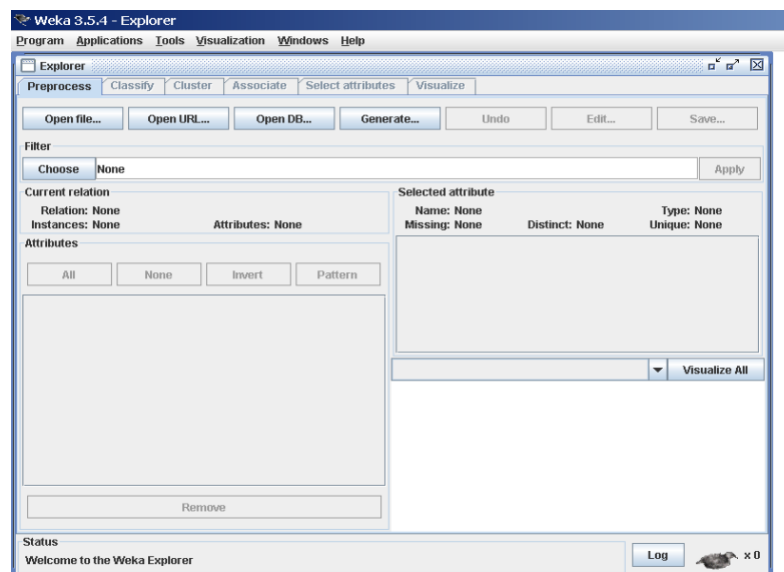 Weka 3.5.4 - Explorer
Program Applications Tools Visualization Windows Help
Explorer
Preprocess Classify Cluster Associate Select attributes Visualize
Open file... Open URL... Open DB... Generate... Undo Edit... Save...
Filter
Choose None Apply
Current relation
Relation: None
Instances: None Attributes: None
Selected attribute
Name: None Type: None
Missing: None Distinct: None Unique: None
Attributes
All None Invert Pattern
Visualize All
Remove
Status
Welcome to the Weka Explorer
Log x 0